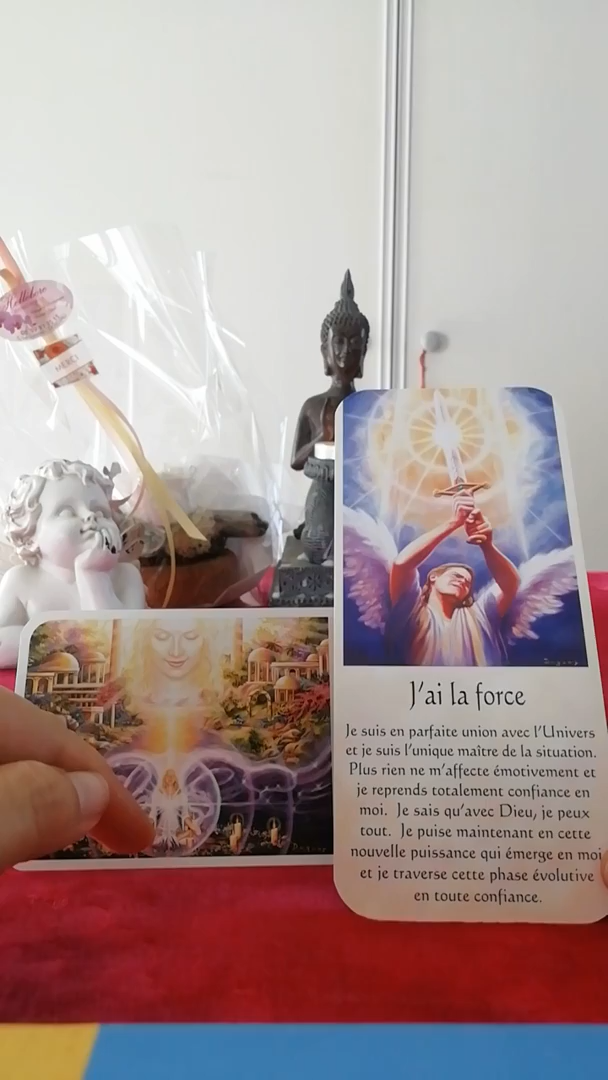 MERCI
J'ai la force
Je suis en parfaite union avec l'Univers
et je suis l'unique maître de la situation.
Plus rien ne m'affecte émotivement et
je reprends totalement confiance en
moi. Je sais qu'avec Dieu, je peux
tout. Je puise maintenant en cette
nouvelle puissance qui émerge en moi
et je traverse cette phase évolutive
en toute confiance.